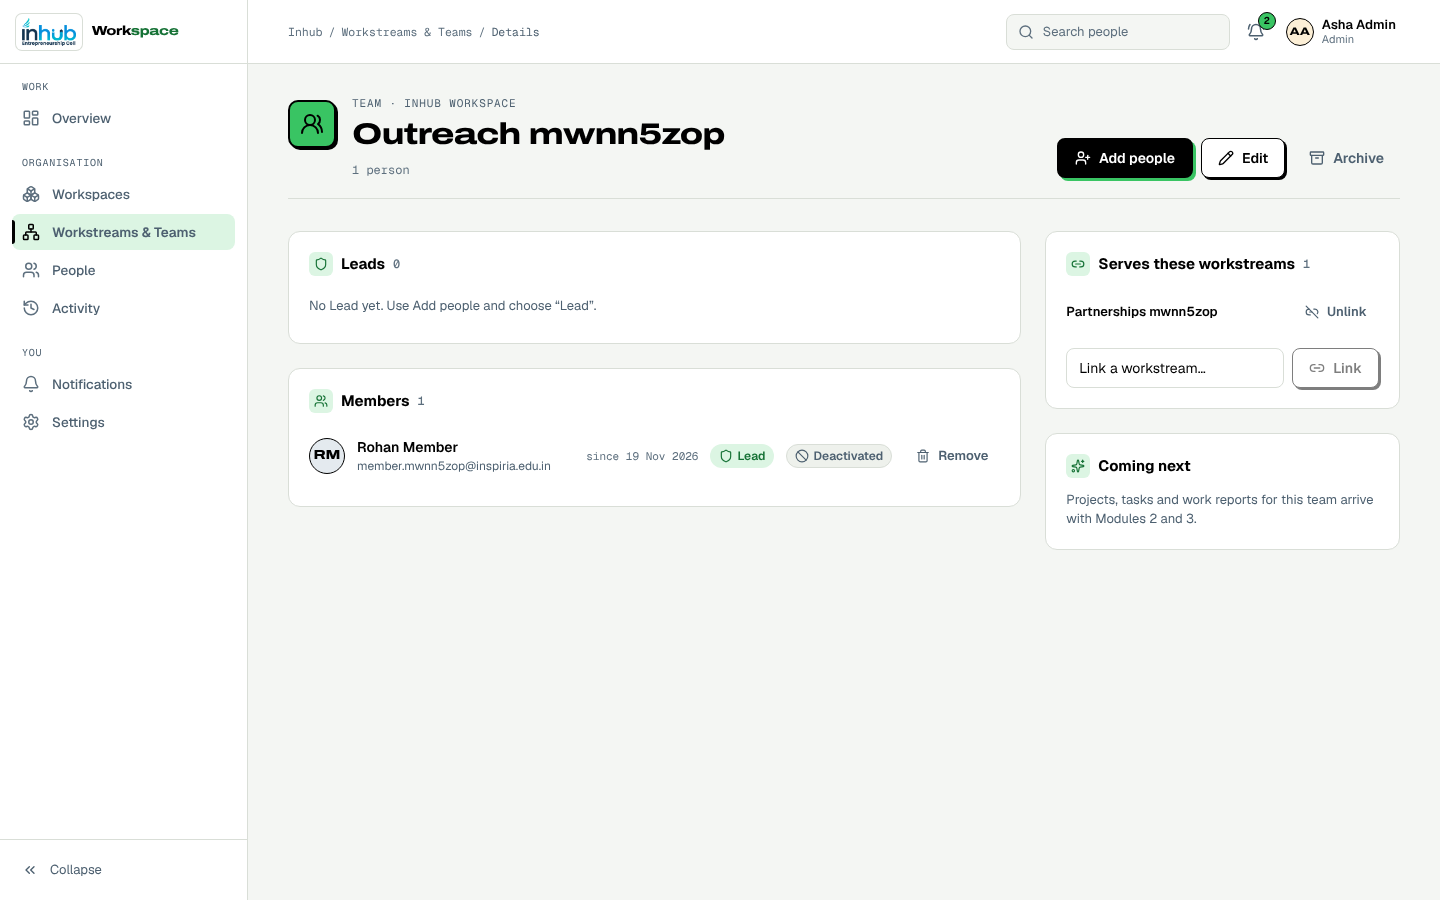 inhub
Entrepreneurship Cell
Workspace
Inhub / Workstreams & Teams / Details
Search people
2
AA
Asha Admin
Admin
WORK
Overview
ORGANISATION
Workspaces
Workstreams & Teams
People
Activity
YOU
Notifications
Settings
Collapse
TEAM · INHUB WORKSPACE
Outreach mwnn5zop
1 person
Add people
Edit
Archive
Leads 0
No Lead yet. Use Add people and choose “Lead”.
Members 1
RM
Rohan Member
member.mwnn5zop@inspiria.edu.in
since 19 Nov 2026
Lead
Deactivated
Remove
Serves these workstreams 1
Partnerships mwnn5zop
Unlink
Link a workstream…
Link
Coming next
Projects, tasks and work reports for this team arrive
with Modules 2 and 3.